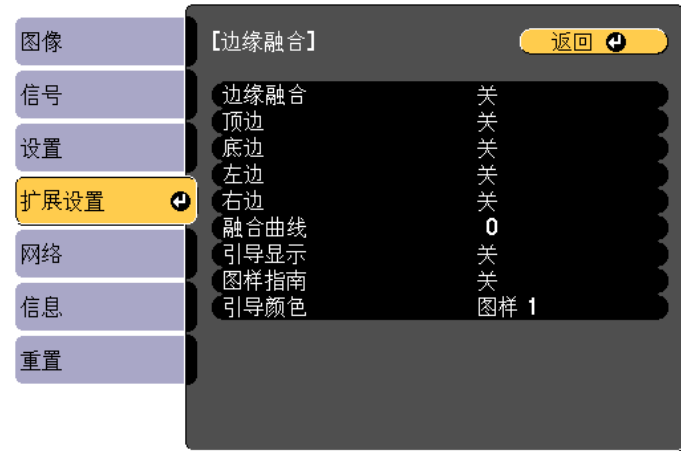 图像
信号
设置
扩展设置
网络
信息
重置
[边缘融合]
返回
边缘融合 关
顶边 关
底边 关
左边 关
右边 关
融合曲线 0
引导显示 关
图样指南 关
引导颜色 图样 1